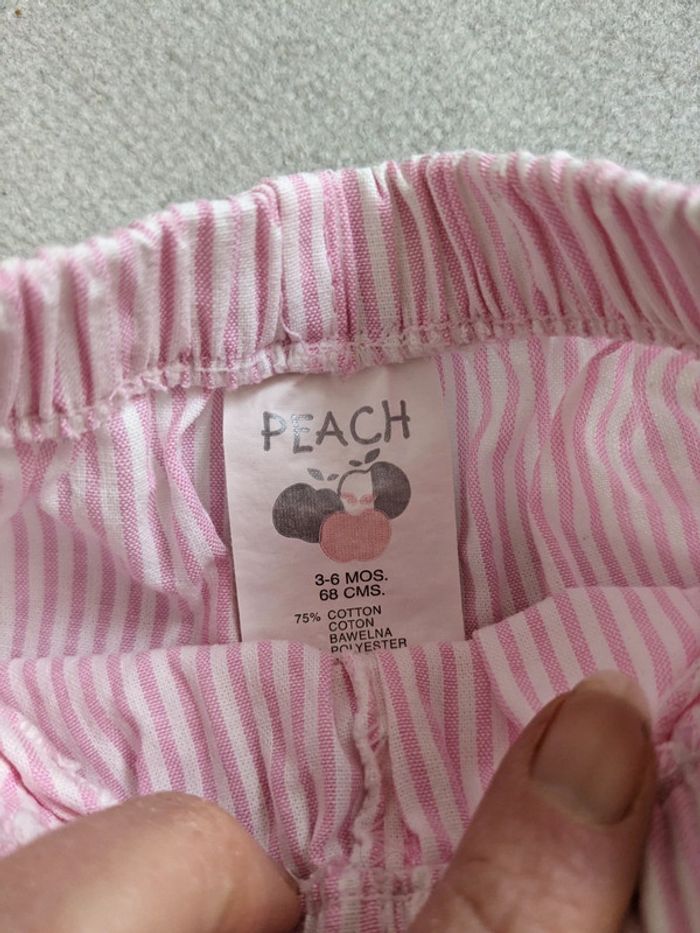 PEACH
3-6 MOS.
68 CMS.
75% COTTON
COTON
BAWELNA
POLYESTER